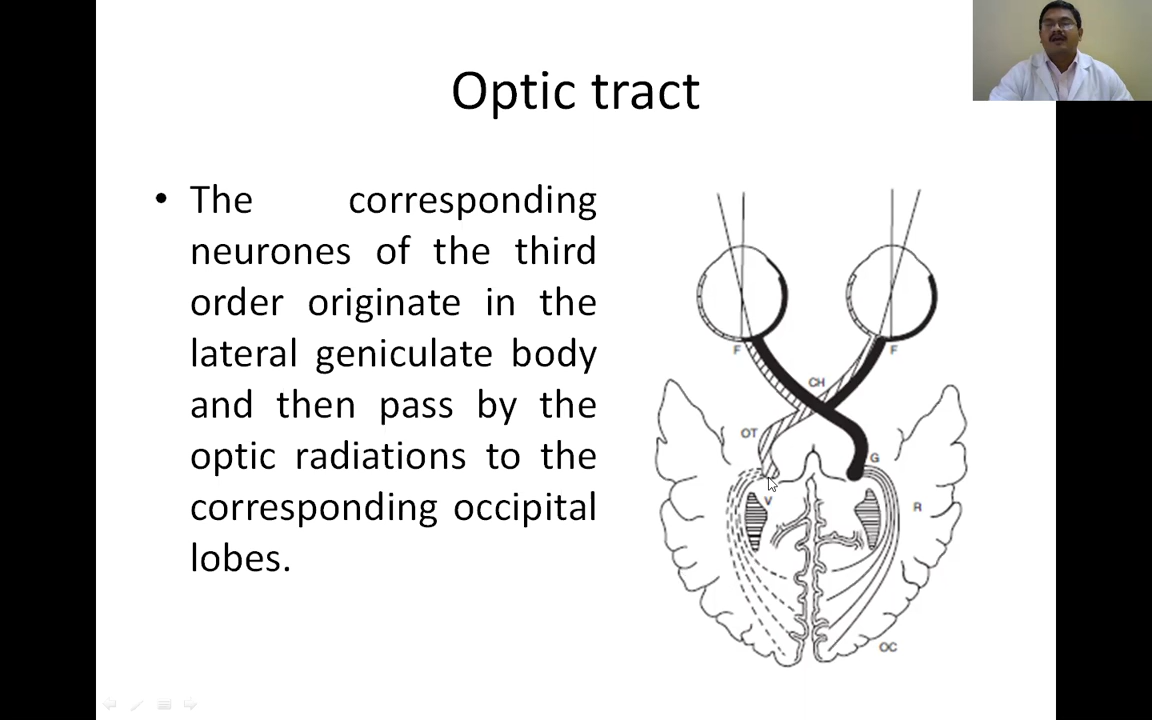 Optic tract
• The corresponding
neurones of the third
order originate in the
lateral geniculate body
and then pass by the
optic radiations to the
corresponding occipital
lobes.
F
F
CH
OT
G
V
R
OC